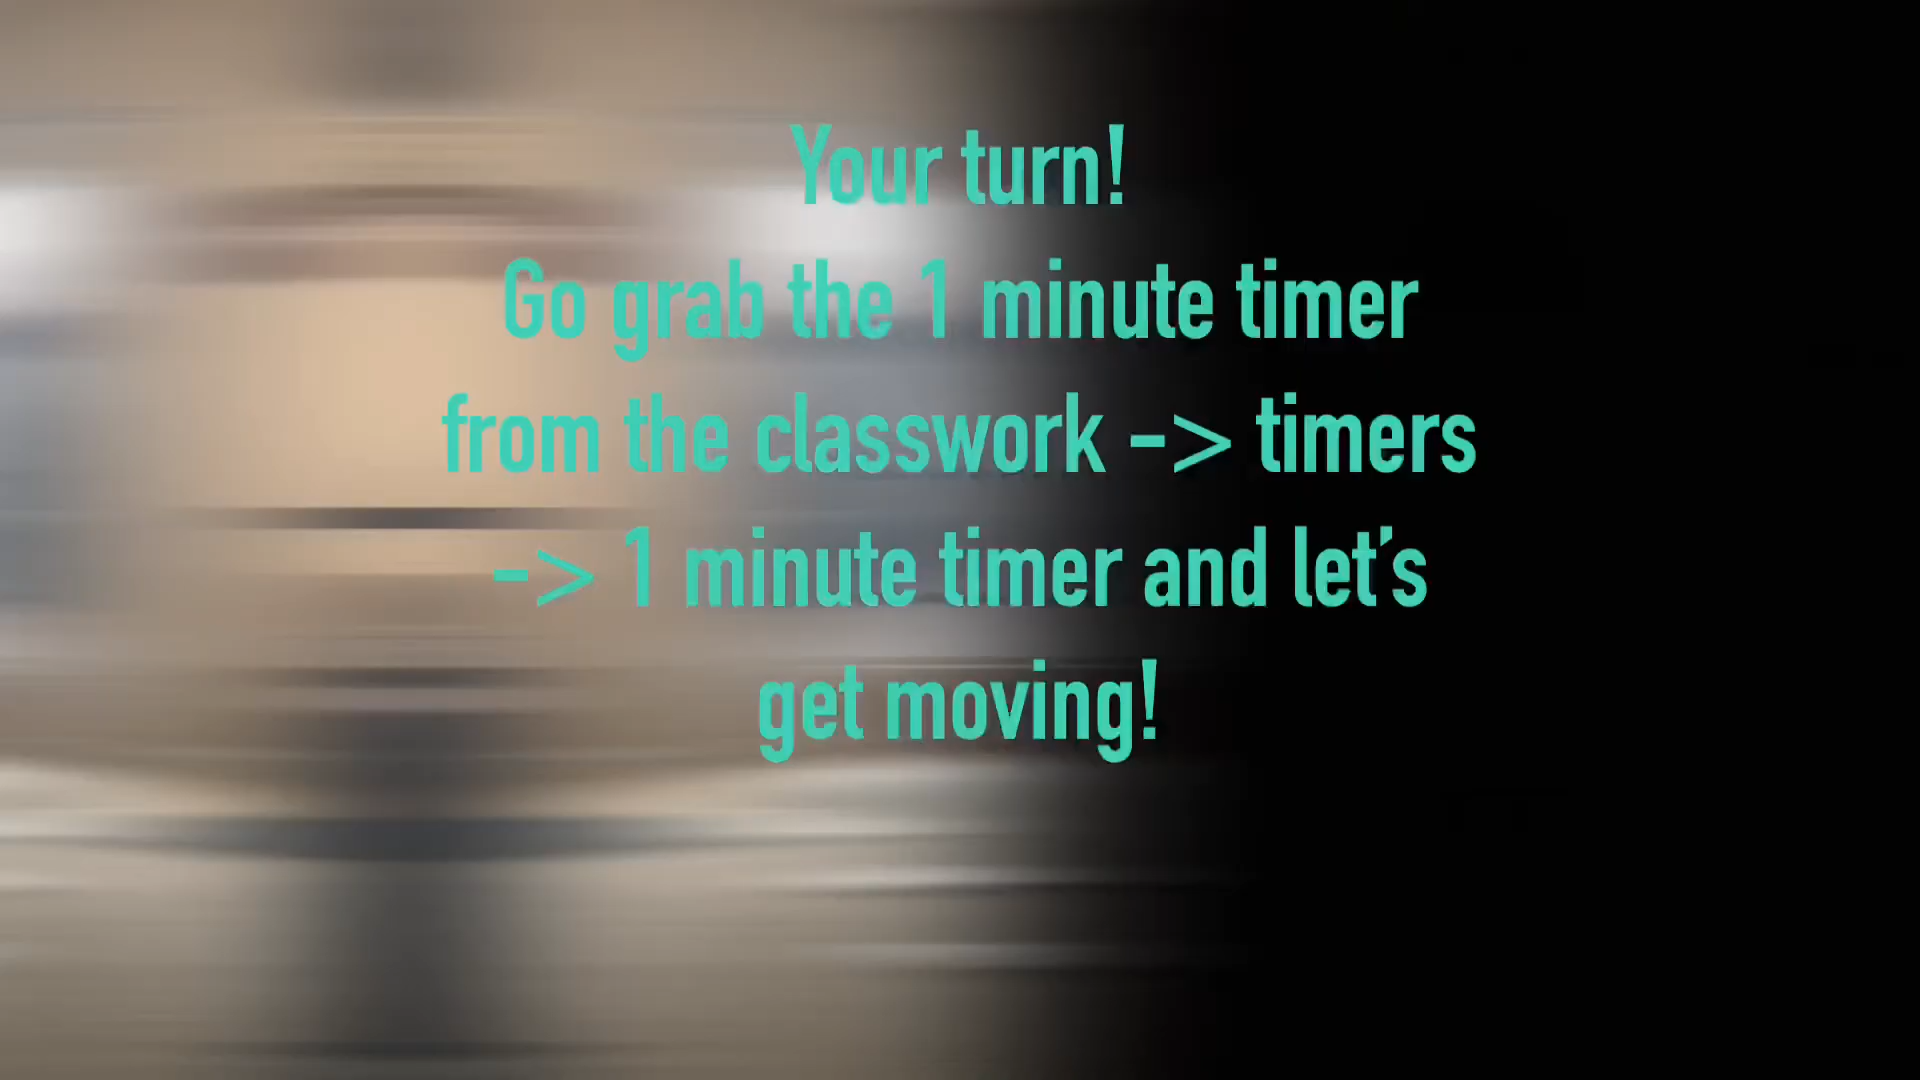 Your turn!
Go grab the 1 minute timer
from the classwork -> timers
-> 1 minute timer and let’s
get moving!